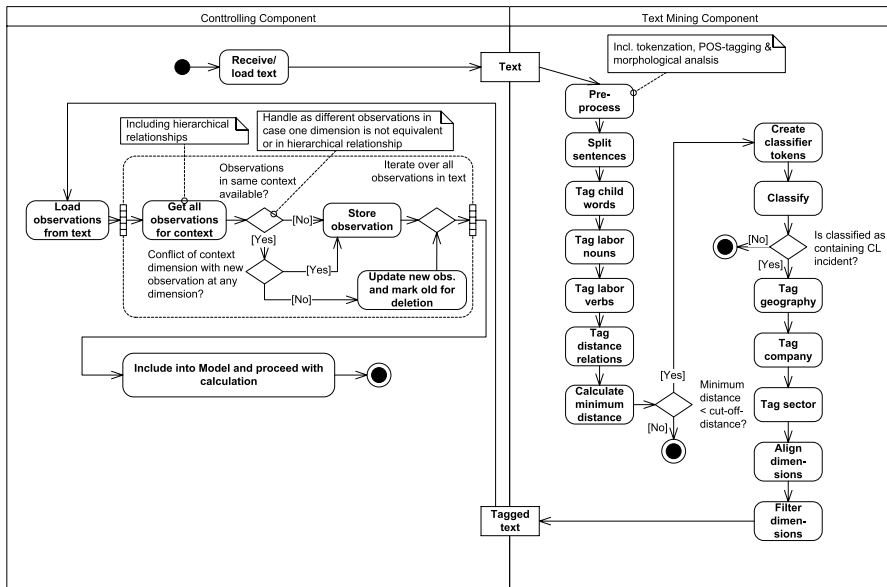 Conttrolling Component
Text Mining Component
Receive/
load text
Text
Incl. tokenzation, POS-tagging &
morphological analsis
Pre-
process
Including hierarchical
relationships
Handle as different observations in
case one dimension is not equivalent
or in hierarchical relationship
Split
sentences
Create
classifier
tokens
Observations
in same context
available?
Iterate over all
observations in text
Load
observations
from text
Get all
observations
for context
[No]
Store
observation
Tag child
words
Classify
[Yes]
Conflict of context
dimension with new
observation at any
dimension?
[Yes]
[No]
Update new obs.
and mark old for
deletion
Tag labor
nouns
[No]
Is classified as
containing CL
incident?
[Yes]
Tag labor
verbs
Tag
geography
Tag
distance
relations
Tag
company
Include into Model and proceed with
calculation
Calculate
minimum
distance
[Yes]
Minimum
distance
< cut-off-
distance?
[No]
Tag sector
Align
dimen-
sions
Tagged
text
Filter
dimen-
sions